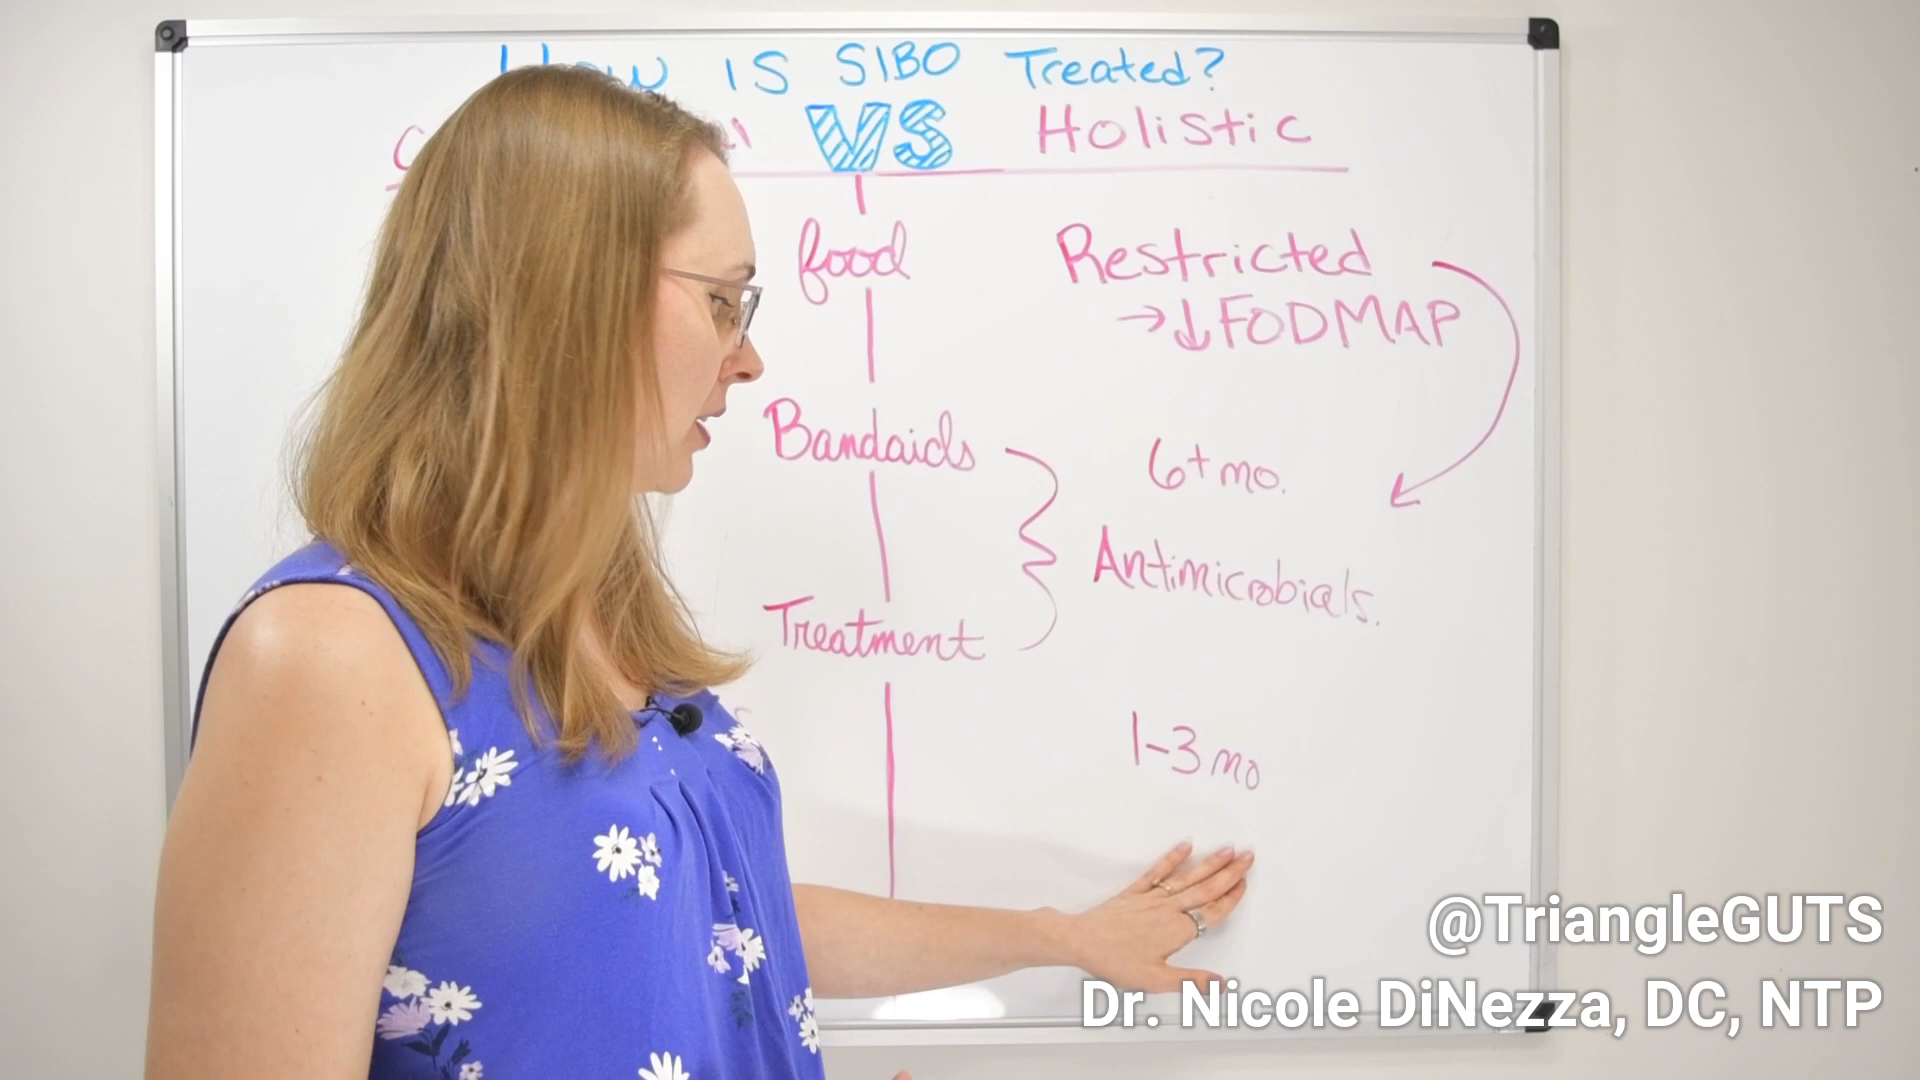 IS SIBO Treated?
VS Holistic
food
Restricted
→↓FODMAP
Bandaids
6+ mo.
Antimicrobials.
Treatment
1-3 mo
@TriangleGUTS
Dr. Nicole DiNezza, DC, NTP